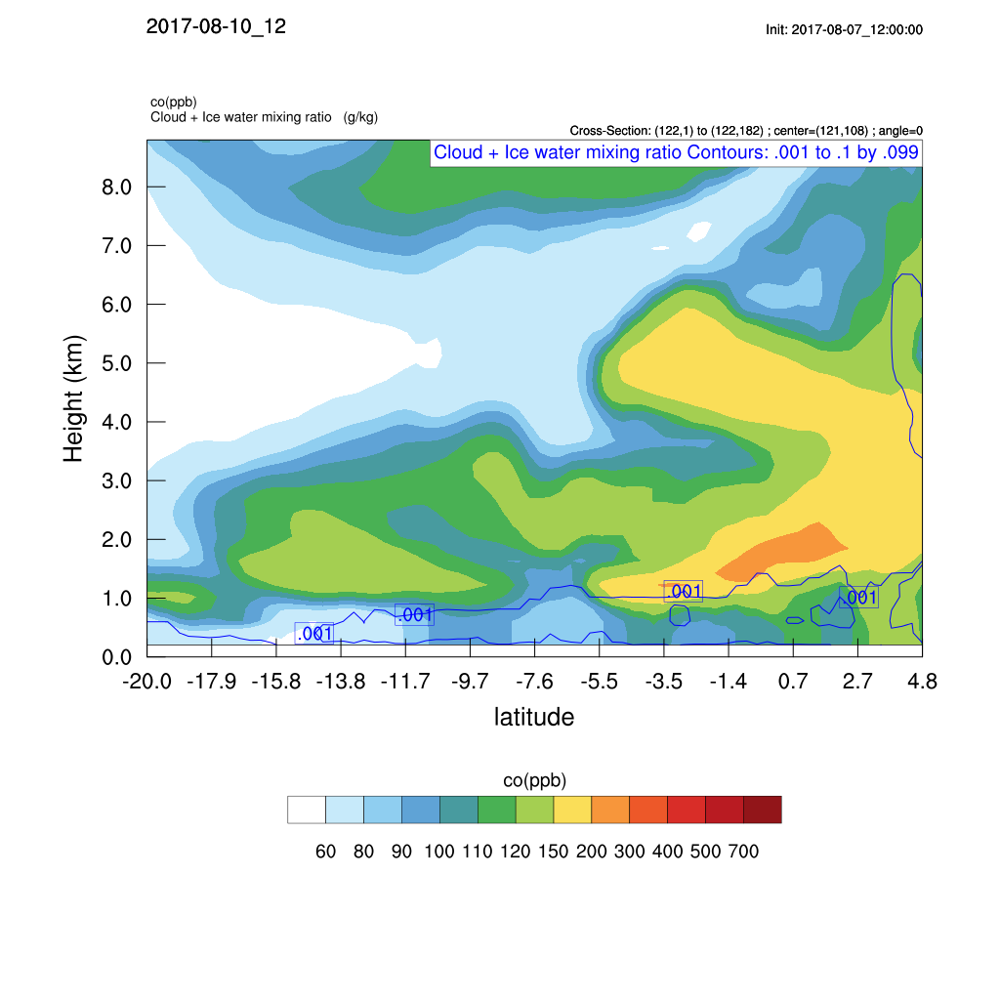 2017-08-10_12
Init: 2017-08-07_12:00:00
co(ppb)
Cloud + Ice water mixing ratio (g/kg)
Cross-Section: (122,1) to (122,182) ; center=(121,108) ; angle=0
Cloud + Ice water mixing ratio Contours: .001 to .1 by .099
8.0
7.0
6.0
5.0
4.0
3.0
2.0
1.0
0.0
Height (km)
.001
.001
.001
.001
-20.0 -17.9 -15.8 -13.8 -11.7 -9.7 -7.6 -5.5 -3.5 -1.4 0.7 2.7 4.8
latitude
co(ppb)
60 80 90 100 110 120 150 200 300 400 500 700